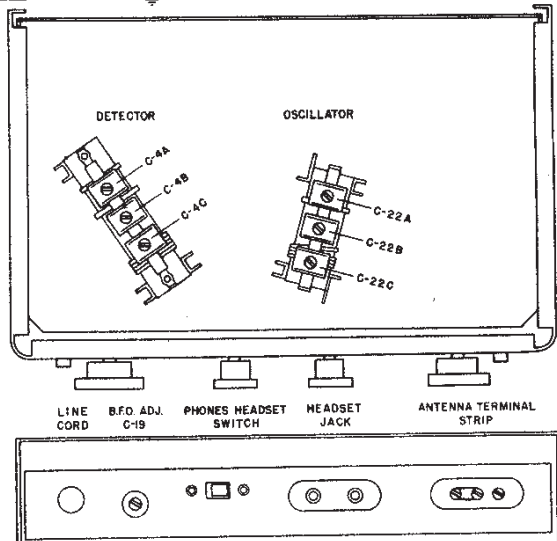 DETECTOR
OSCILLATOR
C-4A
C-4B
C-4C
C-22A
C-22B
C-22C
LINE
CORD
B.F.O. ADJ.
C-19
PHONES HEADSET
SWITCH
HEADSET
JACK
ANTENNA TERMINAL
STRIP